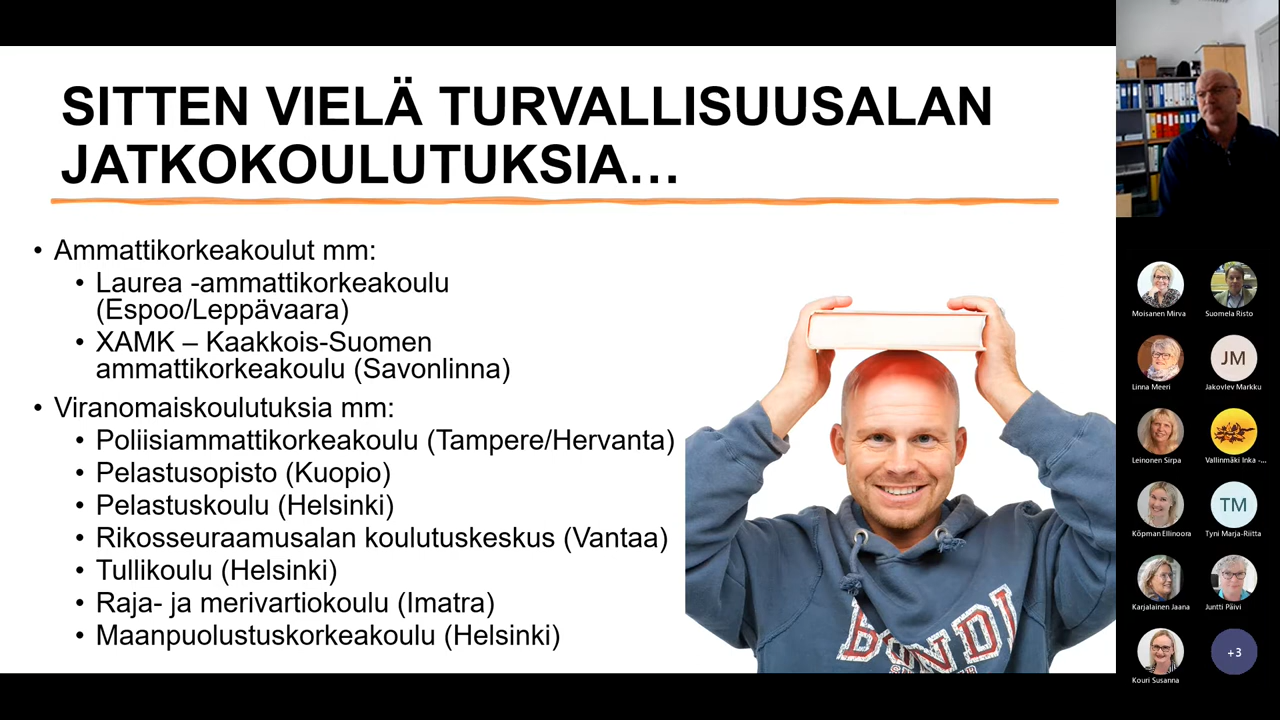 SITTEN VIELÄ TURVALLISUUSALAN
JATKOKOULUTUKSIA…
• Ammattikorkeakoulut mm:
• Laurea -ammattikorkeakoulu
(Espoo/Leppävaara)
• XAMK – Kaakkois-Suomen
ammattikorkeakoulu (Savonlinna)
• Viranomaiskoulutuksia mm:
• Poliisiammattikorkeakoulu (Tampere/Hervanta)
• Pelastusopisto (Kuopio)
• Pelastuskoulu (Helsinki)
• Rikosseuraamusalan koulutuskeskus (Vantaa)
• Tullikoulu (Helsinki)
• Raja- ja merivartiokoulu (Imatra)
• Maanpuolustuskorkeakoulu (Helsinki)
BONDI
Moisanen Mirva
Suomela Risto
Linna Meeri
JM
Jakovlev Markku
Leinonen Sirpa
Vallinmäki Inka -...
Köpman Ellinoora
TM
Tyni Marja-Riitta
Karjalainen Jaana
Juntti Päivi
Kouri Susanna
+3